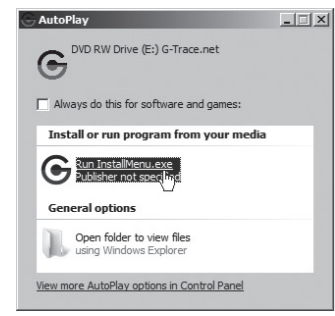 AutoPlay
DVD RW Drive (E:) G-Trace.net
Always do this for software and games:
Install or run program from your media
Run InstallMenu.exe
Publisher not specified
General options
Open folder to view files
using Windows Explorer
View more AutoPlay options in Control Panel